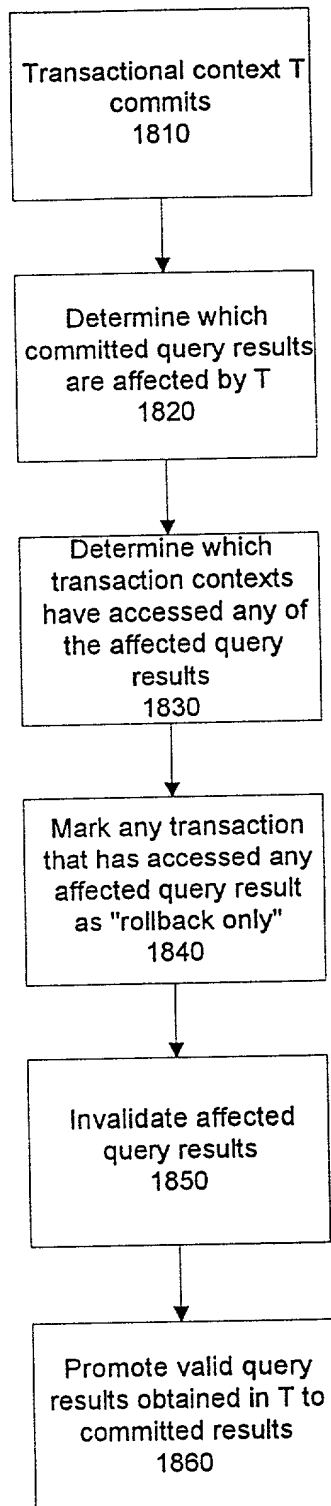 Transactional context T
commits
1810
Determine which
committed query results
are affected by T
1820
Determine which
transaction contexts
have accessed any of
the affected query
results
1830
Mark any transaction
that has accessed any
affected query result
as "rollback only"
1840
Invalidate affected
query results
1850
Promote valid query
results obtained in T to
committed results
1860